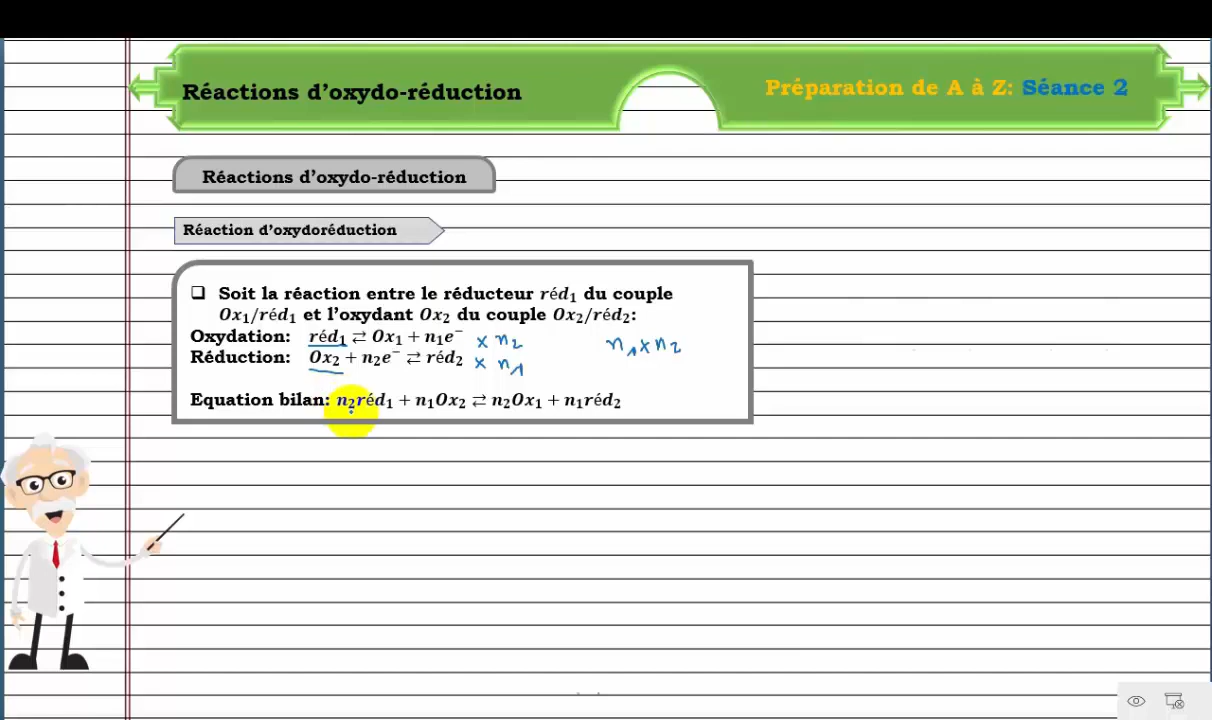 Réactions d'oxydo-réduction
Préparation de A à Z: Séance 2
Réactions d'oxydo-réduction
Réaction d'oxydoréduction
❑ Soit la réaction entre le réducteur réd₁ du couple
Ox₁/réd₁ et l'oxydant Ox₂ du couple Ox₂/réd₂:
Oxydation: réd₁ ⇄ Ox₁ + n₁e⁻ × n₂ n₁ × n₂
Réduction: Ox₂ + n₂e⁻ ⇄ réd₂ × n₁
Equation bilan: n₂réd₁ + n₁Ox₂ ⇄ n₂Ox₁ + n₁réd₂